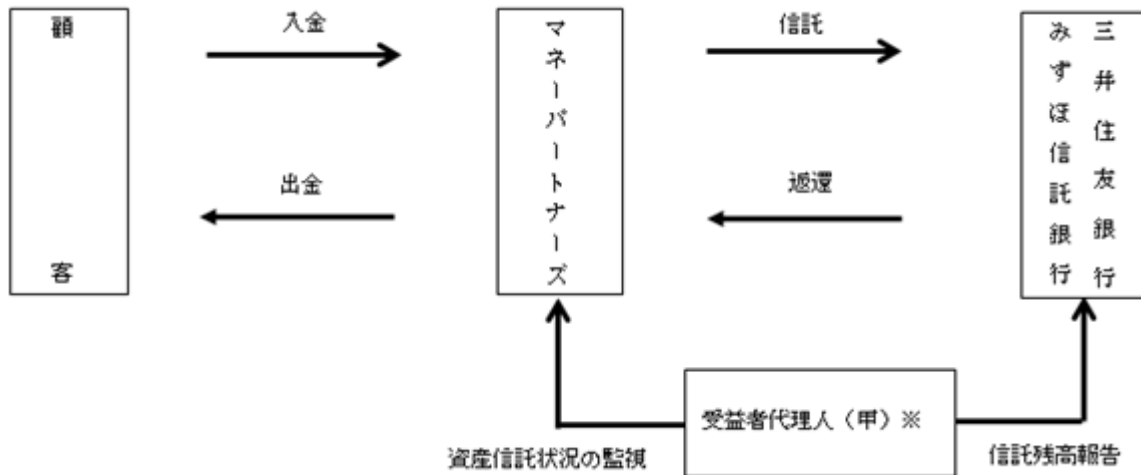 顧客
入金
出金
マネーパートナーズ
信託
返還
三井住友銀行
みずほ信託銀行
受益者代理人（甲）※
資産信託状況の監視
信託残高報告